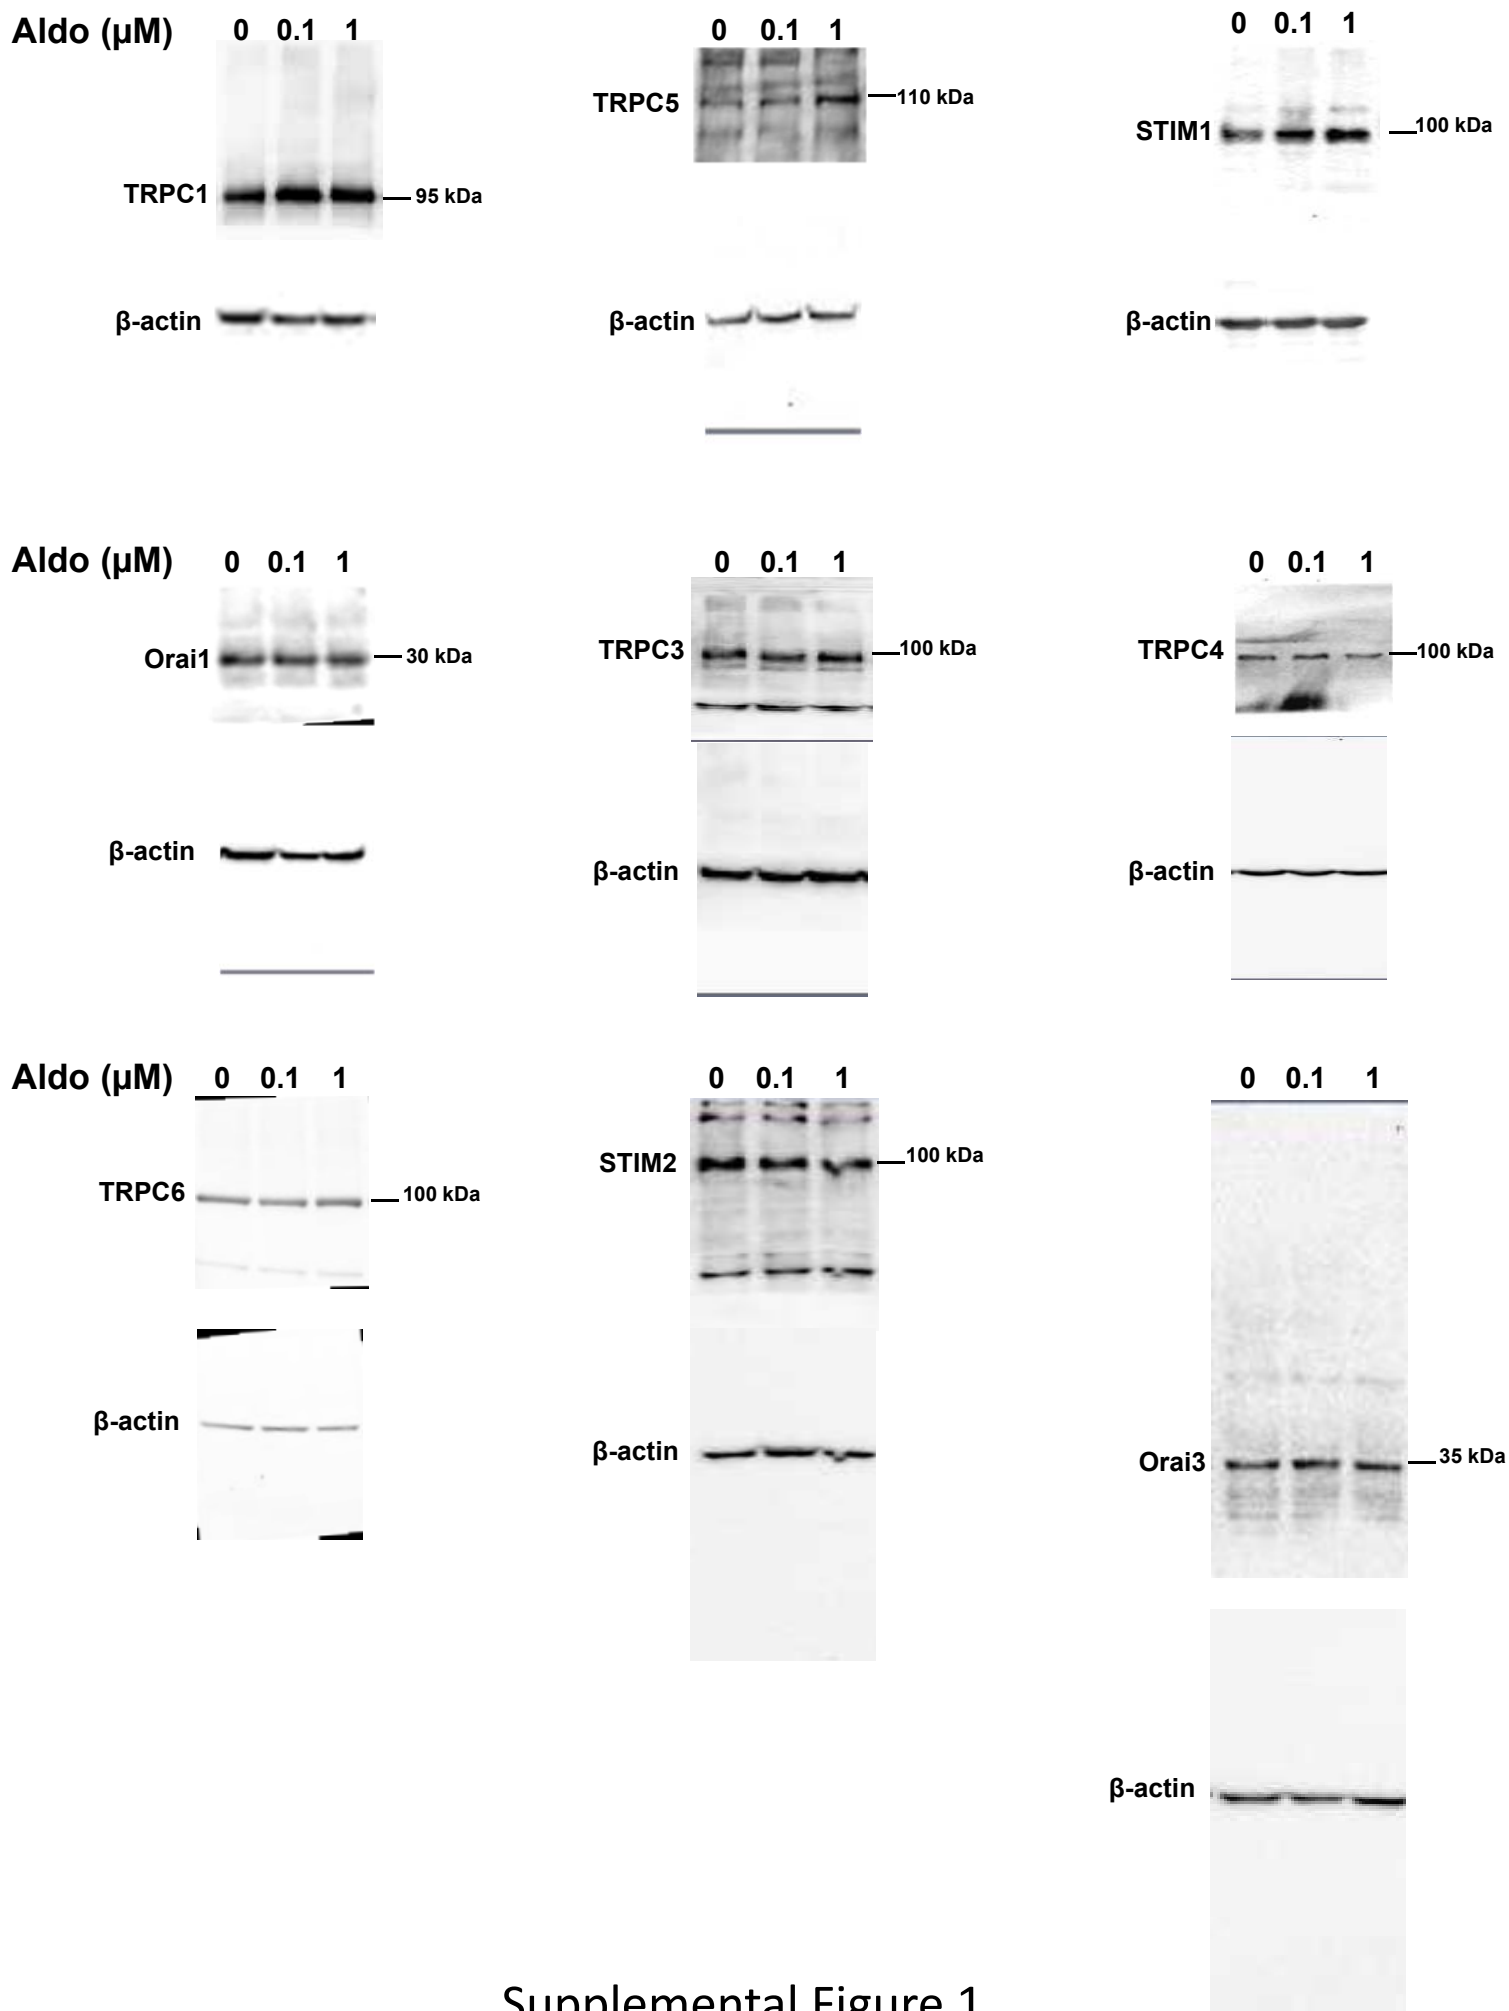 Aldo (µM) 0 0.1 1 0 0.1 1 0 0.1 1
TRPC5 110 kDa
STIM1 100 kDa
TRPC1 95 kDa
β-actin β-actin β-actin
Aldo (µM) 0 0.1 1 0 0.1 1 0 0.1 1
Orai1 30 kDa TRPC3 100 kDa TRPC4 100 kDa
β-actin β-actin β-actin
Aldo (µM) 0 0.1 1 0 0.1 1 0 0.1 1
TRPC6 100 kDa STIM2 100 kDa
β-actin β-actin
Orai3 35 kDa
β-actin
Supplemental Figure 1